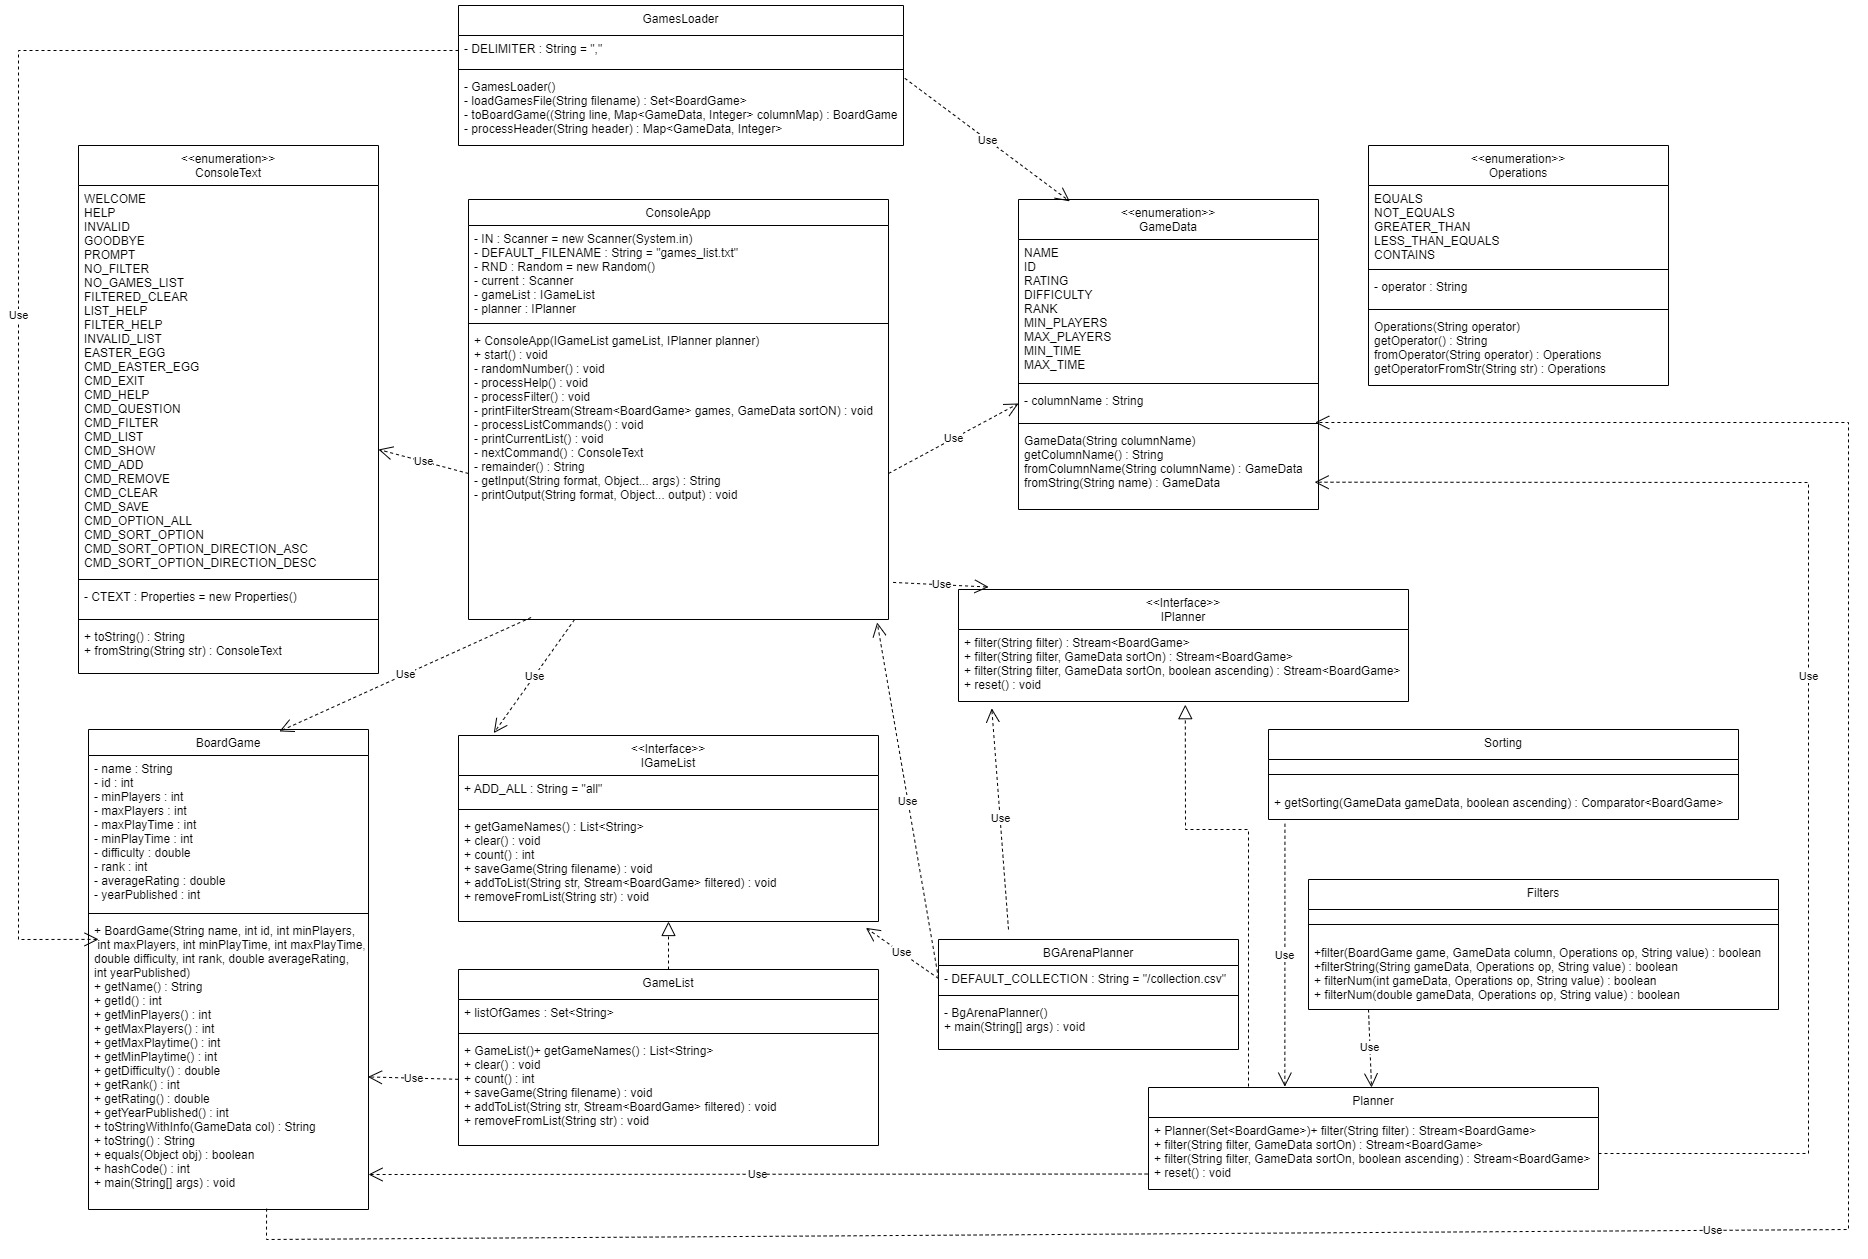 GamesLoader
- DELIMITER : String = ","
- GamesLoader()
- loadGamesFile(String filename) : Set<BoardGame>
- toBoardGame((String line, Map<GameData, Integer> columnMap) : BoardGame
- processHeader(String header) : Map<GameData, Integer>
Use
Use
<<enumeration>>
ConsoleText
WELCOME
HELP
INVALID
GOODBYE
PROMPT
NO_FILTER
NO_GAMES_LIST
FILTERED_CLEAR
LIST_HELP
FILTER_HELP
INVALID_LIST
EASTER_EGG
CMD_EASTER_EGG
CMD_EXIT
CMD_HELP
CMD_QUESTION
CMD_FILTER
CMD_LIST
CMD_SHOW
CMD_ADD
CMD_REMOVE
CMD_CLEAR
CMD_SAVE
CMD_OPTION_ALL
CMD_SORT_OPTION
CMD_SORT_OPTION_DIRECTION_ASC
CMD_SORT_OPTION_DIRECTION_DESC
- CTEXT : Properties = new Properties()
+ toString() : String
+ fromString(String str) : ConsoleText
ConsoleApp
- IN : Scanner = new Scanner(System.in)
- DEFAULT_FILENAME : String = "games_list.txt"
- RND : Random = new Random()
- current : Scanner
- gameList : IGameList
- planner : IPlanner
+ ConsoleApp(IGameList gameList, IPlanner planner)
+ start() : void
- randomNumber() : void
- processHelp() : void
- processFilter() : void
- printFilterStream(Stream<BoardGame> games, GameData sortON) : void
- processListCommands() : void
- printCurrentList() : void
- nextCommand() : ConsoleText
- remainder() : String
- getInput(String format, Object... args) : String
- printOutput(String format, Object... output) : void
Use
Use
Use
Use
Use
<<enumeration>>
GameData
NAME
ID
RATING
DIFFICULTY
RANK
MIN_PLAYERS
MAX_PLAYERS
MIN_TIME
MAX_TIME
- columnName : String
GameData(String columnName)
getColumnName() : String
fromColumnName(String columnName) : GameData
fromString(String name) : GameData
<<enumeration>>
Operations
EQUALS
NOT_EQUALS
GREATER_THAN
LESS_THAN_EQUALS
CONTAINS
- operator : String
Operations(String operator)
getOperator() : String
fromOperator(String operator) : Operations
getOperatorFromStr(String str) : Operations
<<Interface>>
IPlanner
+ filter(String filter) : Stream<BoardGame>
+ filter(String filter, GameData sortOn) : Stream<BoardGame>
+ filter(String filter, GameData sortOn, boolean ascending) : Stream<BoardGame>
+ reset() : void
BoardGame
- name : String
- id : int
- minPlayers : int
- maxPlayers : int
- maxPlayTime : int
- minPlayTime : int
- difficulty : double
- rank : int
- averageRating : double
- yearPublished : int
+ BoardGame(String name, int id, int minPlayers,
int maxPlayers, int minPlayTime, int maxPlayTime,
double difficulty, int rank, double averageRating,
int yearPublished)
+ getName() : String
+ getId() : int
+ getMinPlayers() : int
+ getMaxPlayers() : int
+ getMaxPlaytime() : int
+ getMinPlaytime() : int
+ getDifficulty() : double
+ getRank() : int
+ getRating() : double
+ getYearPublished() : int
+ toStringWithInfo(GameData col) : String
+ toString() : String
+ equals(Object obj) : boolean
+ hashCode() : int
+ main(String[] args) : void
<<Interface>>
IGameList
+ ADD_ALL : String = "all"
+ getGameNames() : List<String>
+ clear() : void
+ count() : int
+ saveGame(String filename) : void
+ addToList(String str, Stream<BoardGame> filtered) : void
+ removeFromList(String str) : void
GameList
+ listOfGames : Set<String>
+ GameList()+ getGameNames() : List<String>
+ clear() : void
+ count() : int
+ saveGame(String filename) : void
+ addToList(String str, Stream<BoardGame> filtered) : void
+ removeFromList(String str) : void
Use
Use
Use
Use
BGArenaPlanner
- DEFAULT_COLLECTION : String = "/collection.csv"
- BgArenaPlanner()
+ main(String[] args) : void
Sorting
+ getSorting(GameData gameData, boolean ascending) : Comparator<BoardGame>
Filters
+filter(BoardGame game, GameData column, Operations op, String value) : boolean
+filterString(String gameData, Operations op, String value) : boolean
+ filterNum(int gameData, Operations op, String value) : boolean
+ filterNum(double gameData, Operations op, String value) : boolean
Use
Use
Planner
+ Planner(Set<BoardGame>)+ filter(String filter) : Stream<BoardGame>
+ filter(String filter, GameData sortOn) : Stream<BoardGame>
+ filter(String filter, GameData sortOn, boolean ascending) : Stream<BoardGame>
+ reset() : void
Use
Use
Use